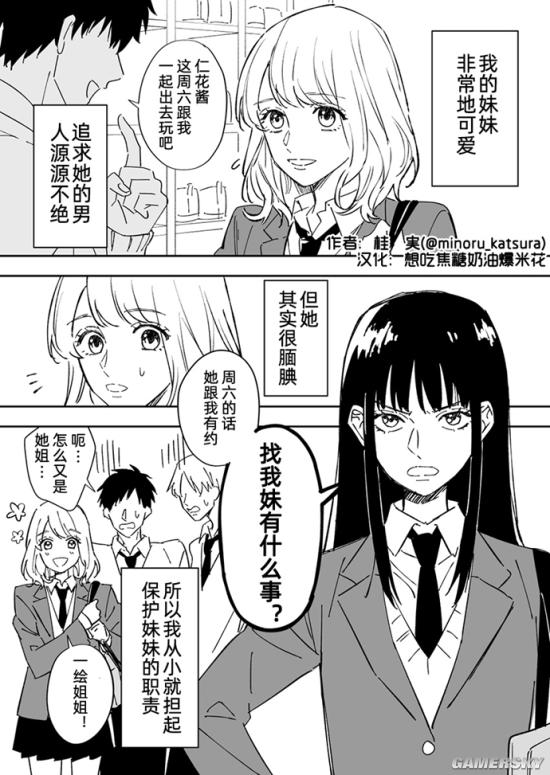 我的妹妹
非常地可爱
仁花酱
这周六跟我
一起出去玩吧
追求她的男
人源源不绝
作者：桂 実(@minoru_katsura)
汉化：想吃焦糖奶油爆米花
但她
其实很腼腆
周六的话
她跟我有约
找我妹有什么事？
呃…
怎么又是
她姐…
所以我从小就担起
保护妹妹的职责
一绘姐姐！
GAMERSKY